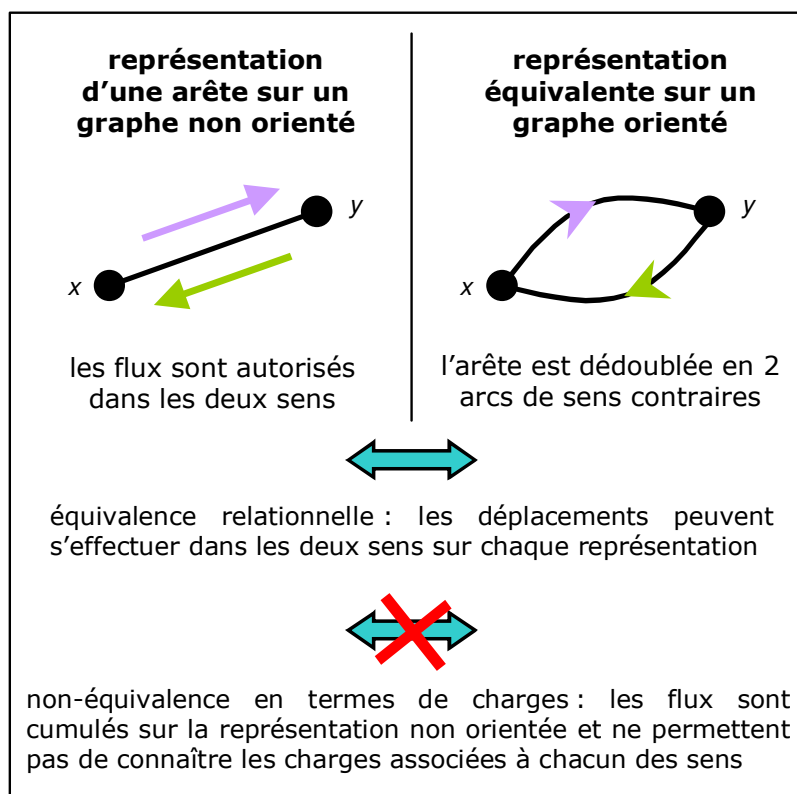 représentation
d'une arête sur un
graphe non orienté
y
x
les flux sont autorisés
dans les deux sens
représentation
équivalente sur un
graphe orienté
y
x
l'arête est dédoublée en 2
arcs de sens contraires
équivalence relationnelle : les déplacements peuvent
s'effectuer dans les deux sens sur chaque représentation
non-équivalence en termes de charges : les flux sont
cumulés sur la représentation non orientée et ne permettent
pas de connaître les charges associées à chacun des sens